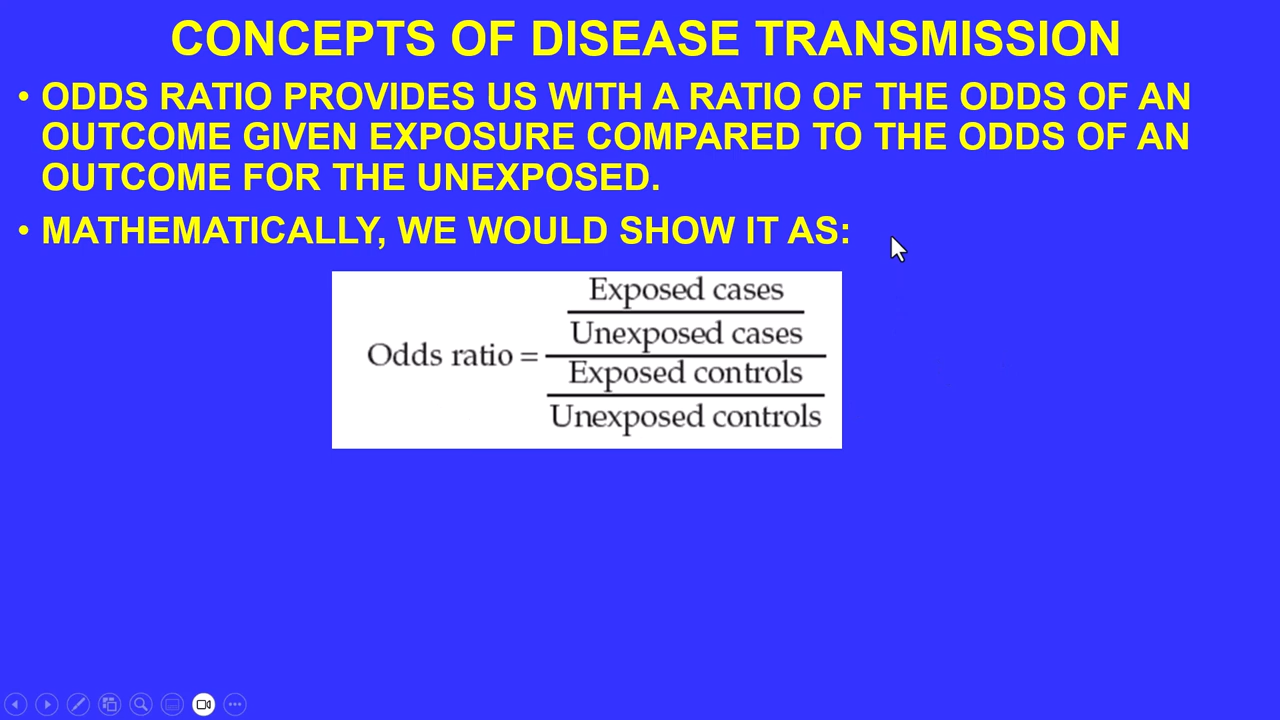 CONCEPTS OF DISEASE TRANSMISSION
• ODDS RATIO PROVIDES US WITH A RATIO OF THE ODDS OF AN
OUTCOME GIVEN EXPOSURE COMPARED TO THE ODDS OF AN
OUTCOME FOR THE UNEXPOSED.
• MATHEMATICALLY, WE WOULD SHOW IT AS:
Exposed cases
Unexposed cases
Odds ratio =
Exposed controls
Unexposed controls